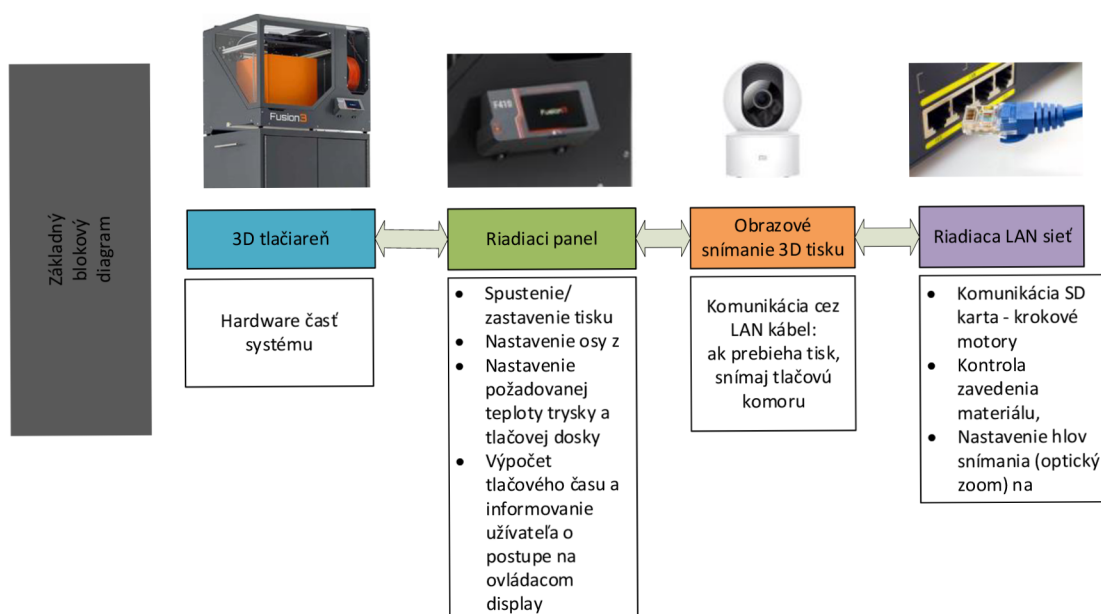 Základný
blokový
diagram
Fusion3
F410
Fusion3
3D tlačiareň
Riadiaci panel
Obrazové
snímanie 3D tisku
Riadiaca LAN sieť
Hardware časť
systému
• Spustenie/
zastavenie tisku
• Nastavenie osy z
• Nastavenie
požadovanej
teploty trysky a
tlačovej dosky
• Výpočet
tlačového času a
informovanie
užívateľa o
postupe na
ovládacom
display
Komunikácia cez
LAN kábel:
ak prebieha tisk,
snímaj tlačovú
komoru
• Komunikácia SD
karta - krokové
motory
• Kontrola
zavedenia
materiálu,
• Nastavenie hlov
snímania (optický
zoom) na